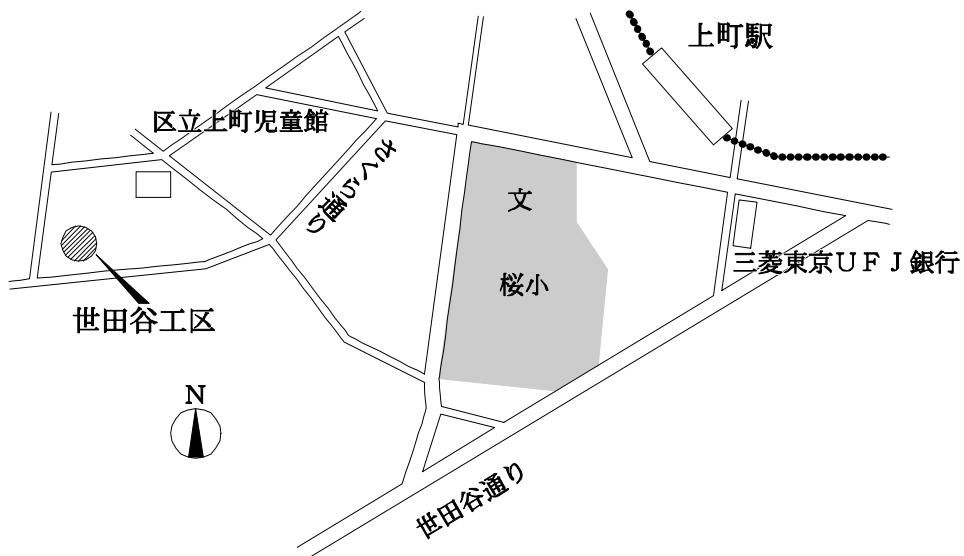 上町駅
区立上町児童館
さくら通り
文
桜小
三菱東京ＵＦＪ銀行
世田谷工区
N
世田谷通り